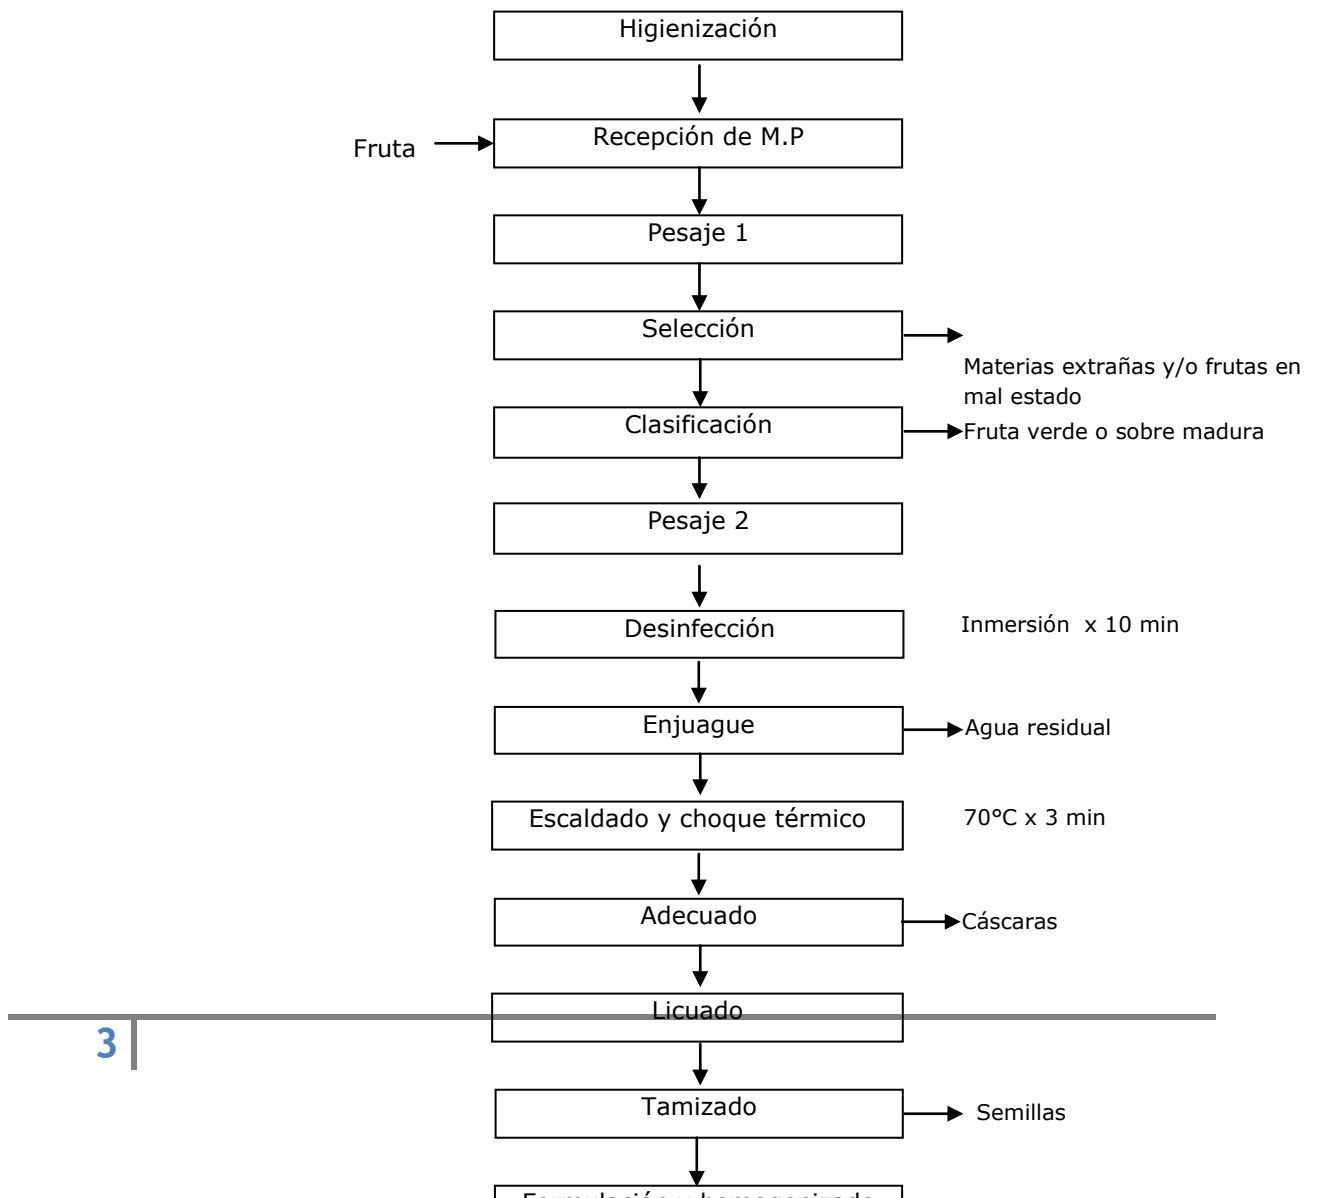 Higienización
Fruta
Recepción de M.P
Pesaje 1
Selección
Materias extrañas y/o frutas en
mal estado
Clasificación
Fruta verde o sobre madura
Pesaje 2
Desinfección
Inmersión x 10 min
Enjuague
Agua residual
Escaldado y choque térmico
70°C x 3 min
Adecuado
Cáscaras
Licuado
3
Tamizado
Semillas
Formulación y homogenizado